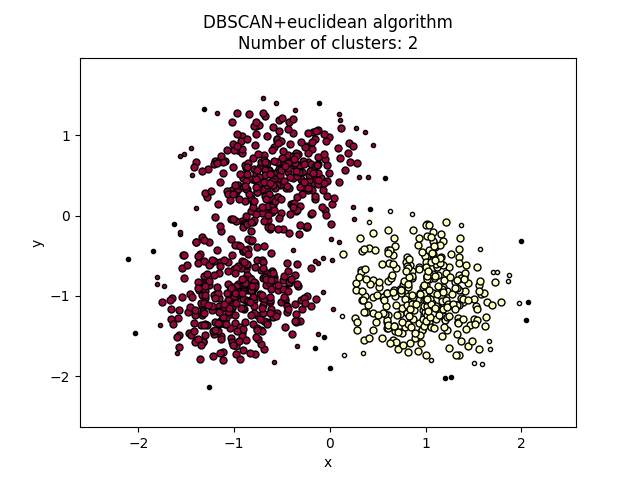 DBSCAN+euclidean algorithm
Number of clusters: 2
1
0
−1
−2
y
−2 −1 0 1 2
x